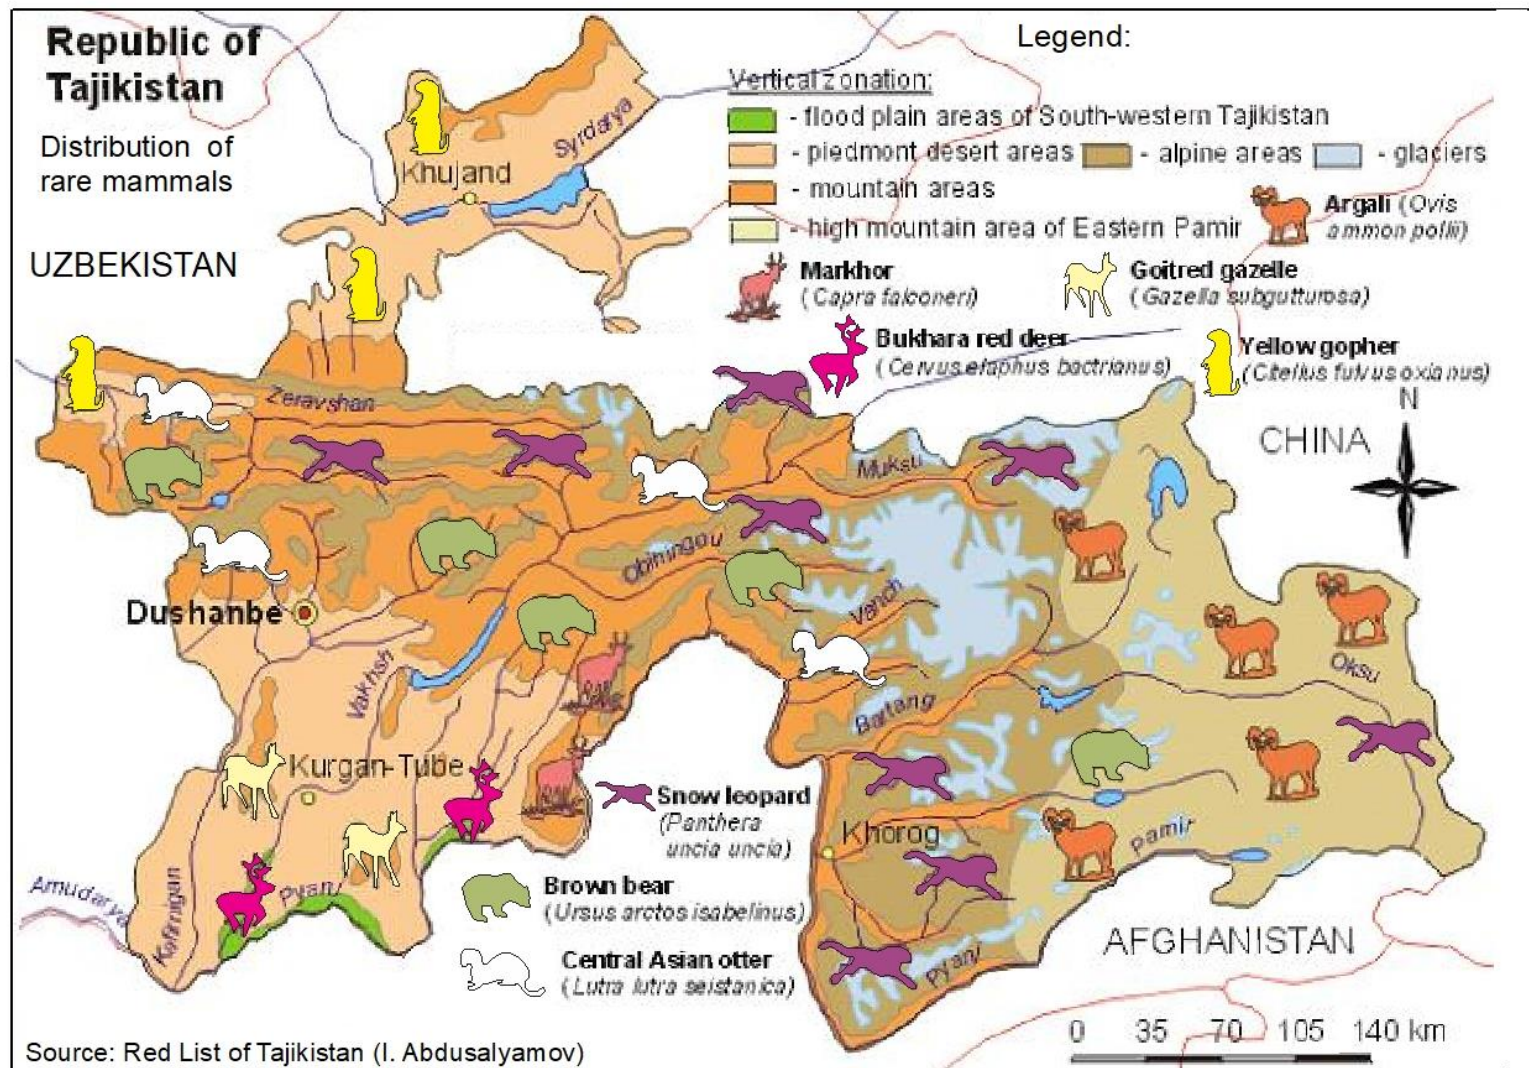 Republic of
Tajikistan
Distribution of
rare mammals
Legend:
Vertical zonation:
- flood plain areas of South-western Tajikistan
- piedmont desert areas - alpine areas - glaciers
- mountain areas
- high mountain area of Eastern Pamir
Argali (Ovis
ammon pollii)
Markhor
(Capra falconeri)
Goitred gazelle
(Gazella subgutturosa)
Bukhara red deer
(Cervus elaphus bactrianus)
Yellow gopher
(Citellus fulvus oxianus)
N
UZBEKISTAN
CHINA
Khujand
Syrdarya
Zeravshan
Muksu
Obihingou
Vanch
Dushanbe
Vakhsh
Bartang
Oksu
Kurgan-Tube
Snow leopard
(Panthera
uncia uncia)
Khorog
Pamir
Brown bear
(Ursus arctos isabelinus)
Central Asian otter
(Lutra lutra seistanica)
Amudarya
Kafirnigan
Pyanj
Pyanj
AFGHANISTAN
0 35 70 105 140 km
Source: Red List of Tajikistan (I. Abdusalyamov)